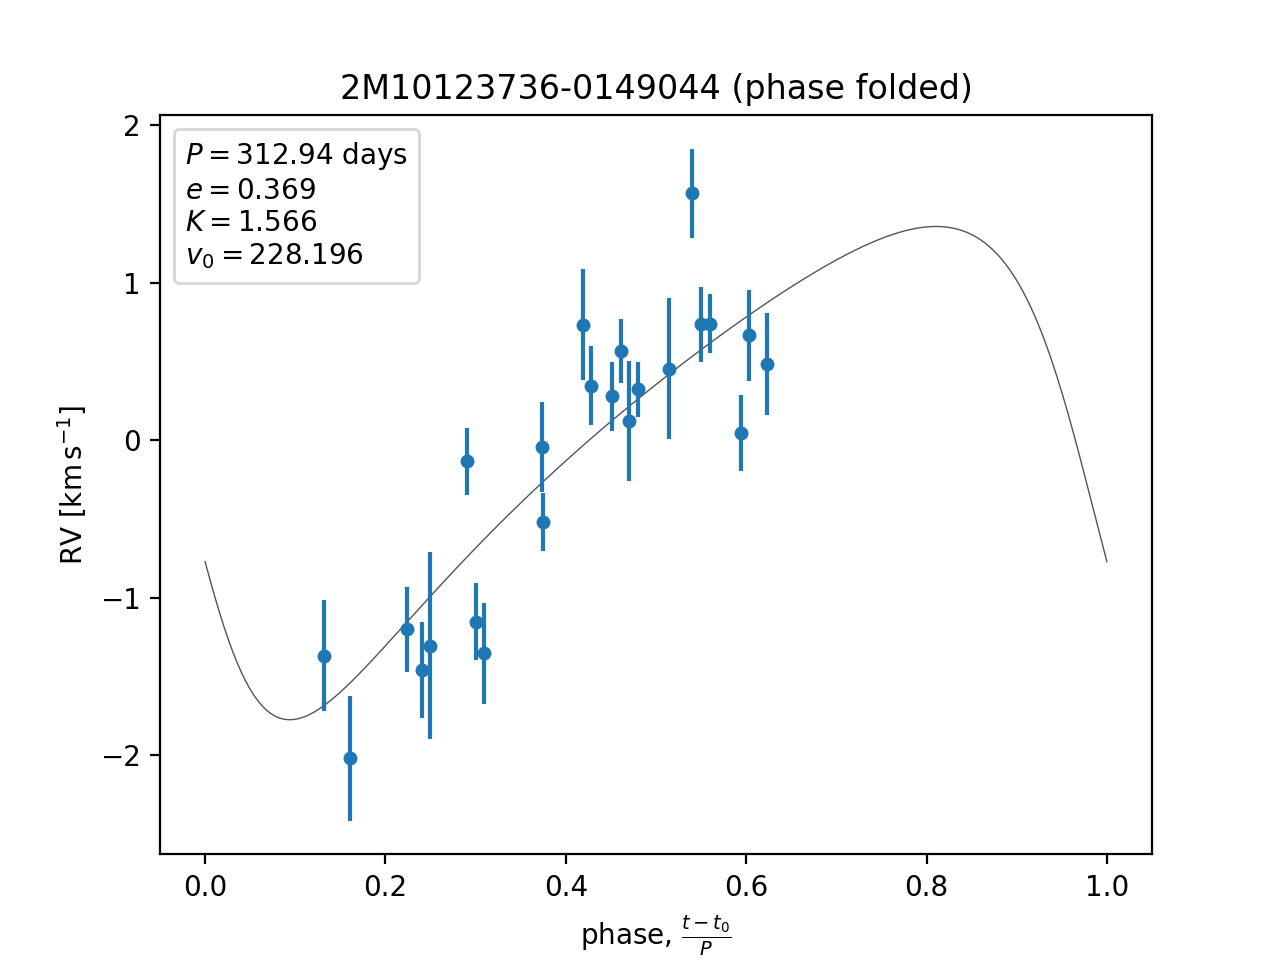 2M10123736-0149044 (phase folded)
P = 312.94 days
e = 0.369
K = 1.566
v₀ = 228.196
2
1
0
−1
−2
RV [km s⁻¹]
0.0 0.2 0.4 0.6 0.8 1.0
phase, (t − t₀)/P